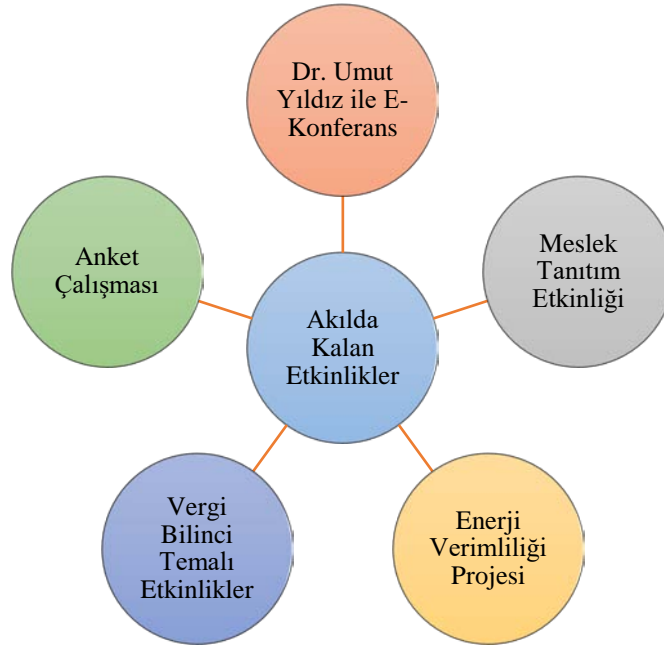 Dr. Umut
Yıldız ile E-
Konferans
Anket
Çalışması
Meslek
Tanıtım
Etkinliği
Akılda
Kalan
Etkinlikler
Vergi
Bilinci
Temalı
Etkinlikler
Enerji
Verimliliği
Projesi